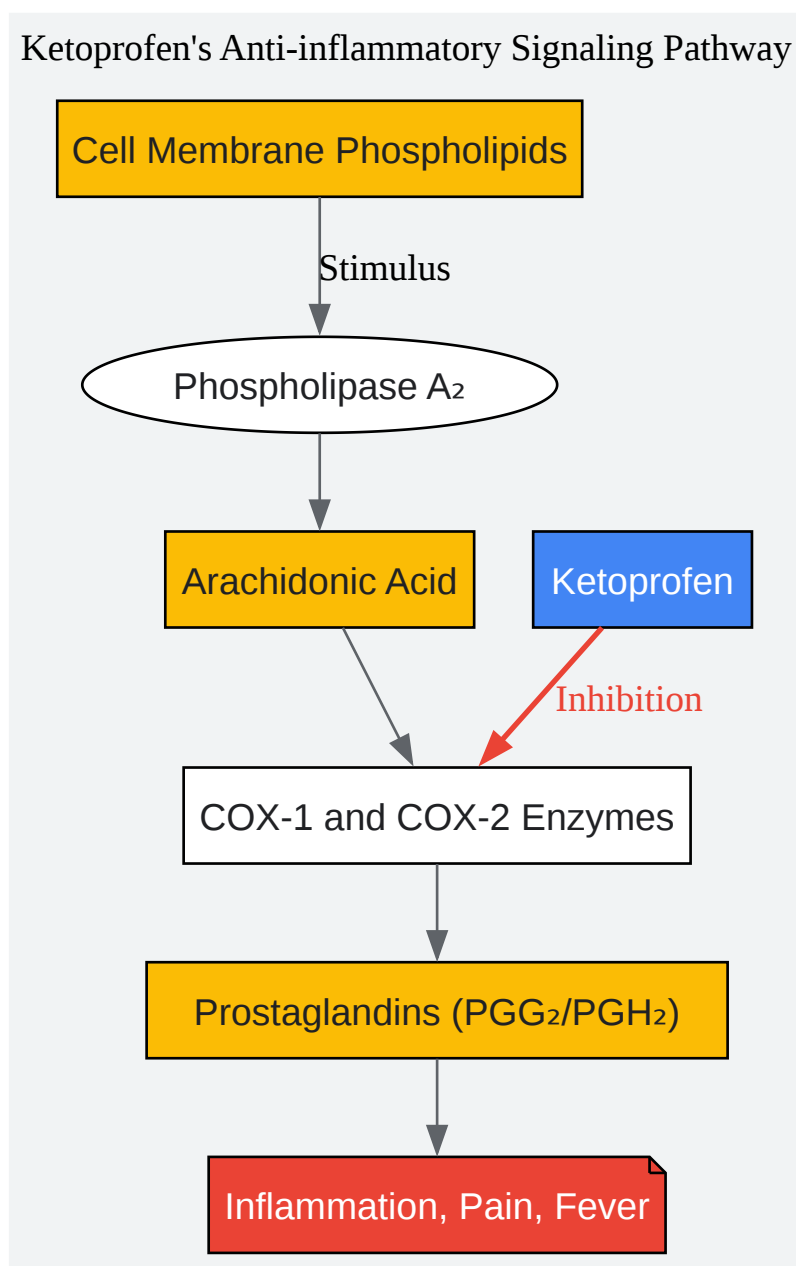 Ketoprofen's Anti-inflammatory Signaling Pathway
Cell Membrane Phospholipids
Stimulus
Phospholipase A₂
Arachidonic Acid
Ketoprofen
Inhibition
COX-1 and COX-2 Enzymes
Prostaglandins (PGG₂/PGH₂)
Inflammation, Pain, Fever